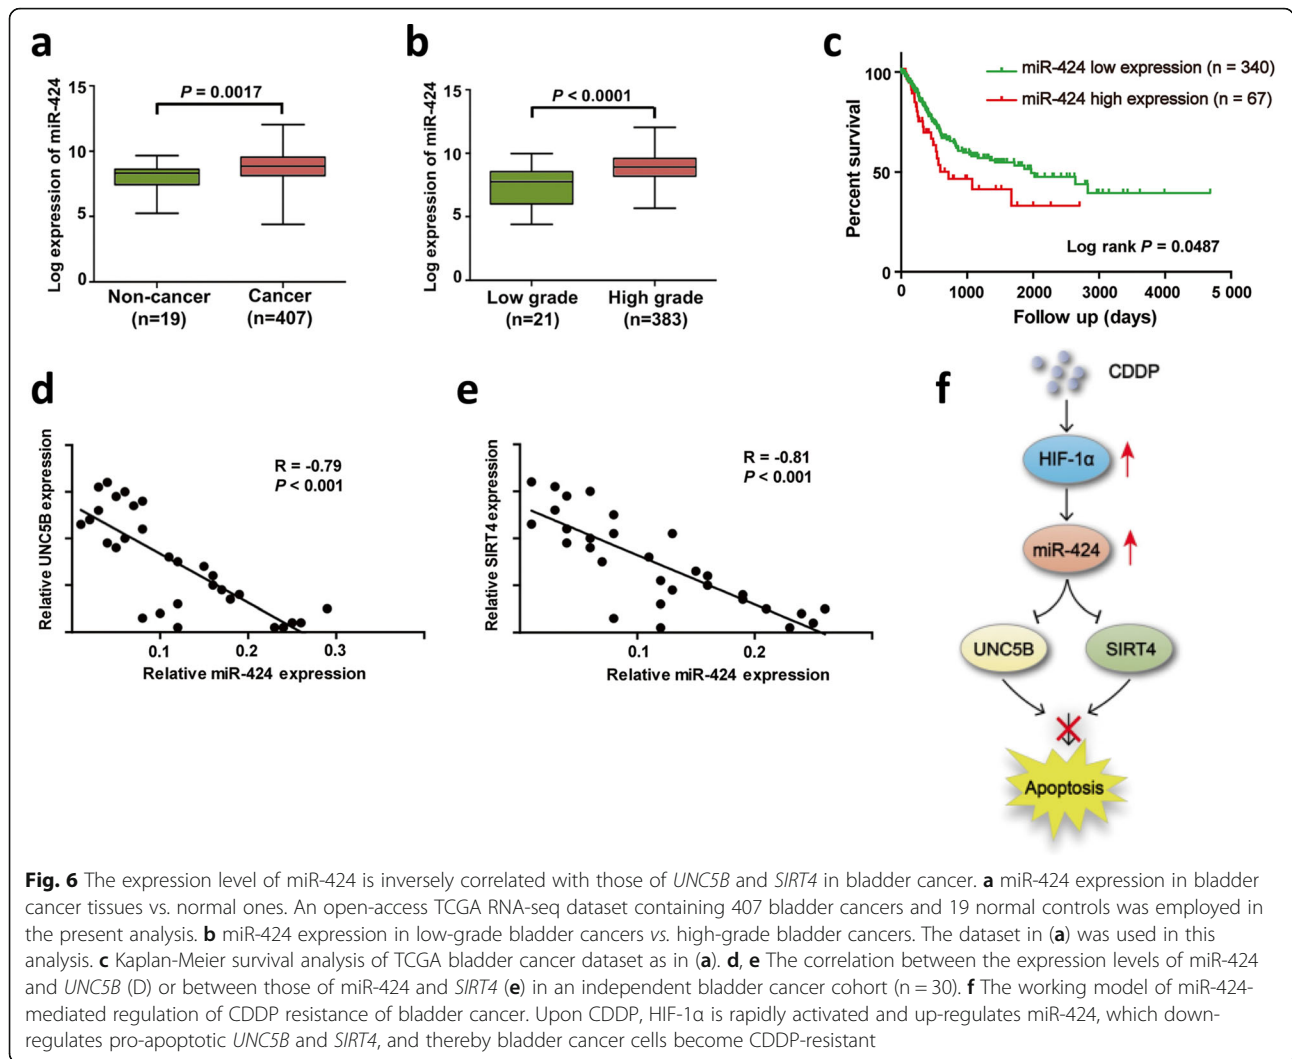 a
Log expression of miR-424
15
10
5
0
P = 0.0017
Non-cancer
(n=19)
Cancer
(n=407)
b
Log expression of miR-424
15
10
5
0
P < 0.0001
Low grade
(n=21)
High grade
(n=383)
c
miR-424 low expression (n = 340)
miR-424 high expression (n = 67)
Percent survival
100
50
0
Log rank P = 0.0487
0 1000 2000 3000 4000 5 000
Follow up (days)
d
Relative UNC5B expression
R = -0.79
P < 0.001
0.1 0.2 0.3
Relative miR-424 expression
e
Relative SIRT4 expression
R = -0.81
P < 0.001
0.1 0.2
Relative miR-424 expression
f
CDDP
HIF-1α
miR-424
UNC5B SIRT4
Apoptosis
Fig. 6 The expression level of miR-424 is inversely correlated with those of UNC5B and SIRT4 in bladder cancer. a miR-424 expression in bladder
cancer tissues vs. normal ones. An open-access TCGA RNA-seq dataset containing 407 bladder cancers and 19 normal controls was employed in
the present analysis. b miR-424 expression in low-grade bladder cancers vs. high-grade bladder cancers. The dataset in (a) was used in this
analysis. c Kaplan-Meier survival analysis of TCGA bladder cancer dataset as in (a). d, e The correlation between the expression levels of miR-424
and UNC5B (D) or between those of miR-424 and SIRT4 (e) in an independent bladder cancer cohort (n = 30). f The working model of miR-424-
mediated regulation of CDDP resistance of bladder cancer. Upon CDDP, HIF-1α is rapidly activated and up-regulates miR-424, which down-
regulates pro-apoptotic UNC5B and SIRT4, and thereby bladder cancer cells become CDDP-resistant